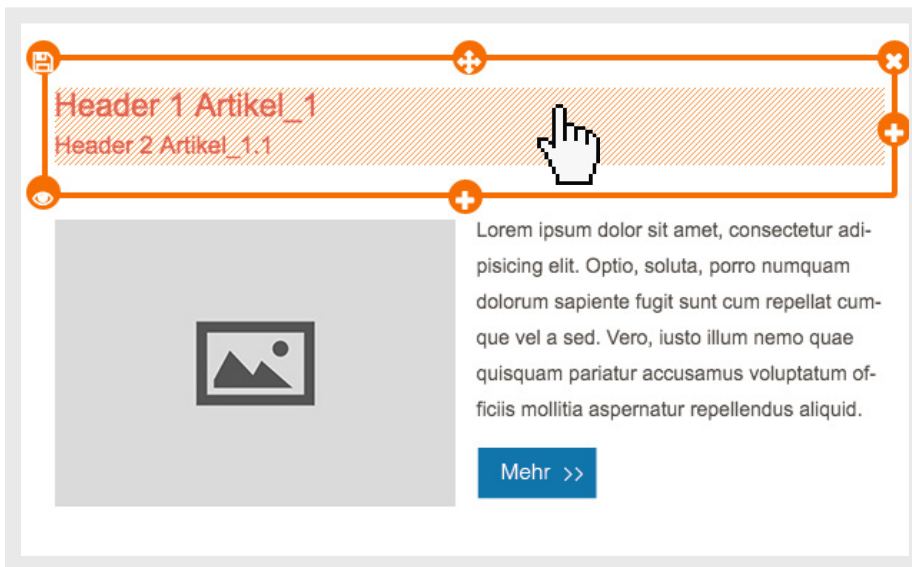 Header 1 Artikel_1
Header 2 Artikel_1.1
Lorem ipsum dolor sit amet, consectetur adi-
pisicing elit. Optio, soluta, porro numquam
dolorum sapiente fugit sunt cum repellat cum-
que vel a sed. Vero, iusto illum nemo quae
quisquam pariatur accusamus voluptatum of-
ficiis mollitia aspernatur repellendus aliquid.
Mehr >>